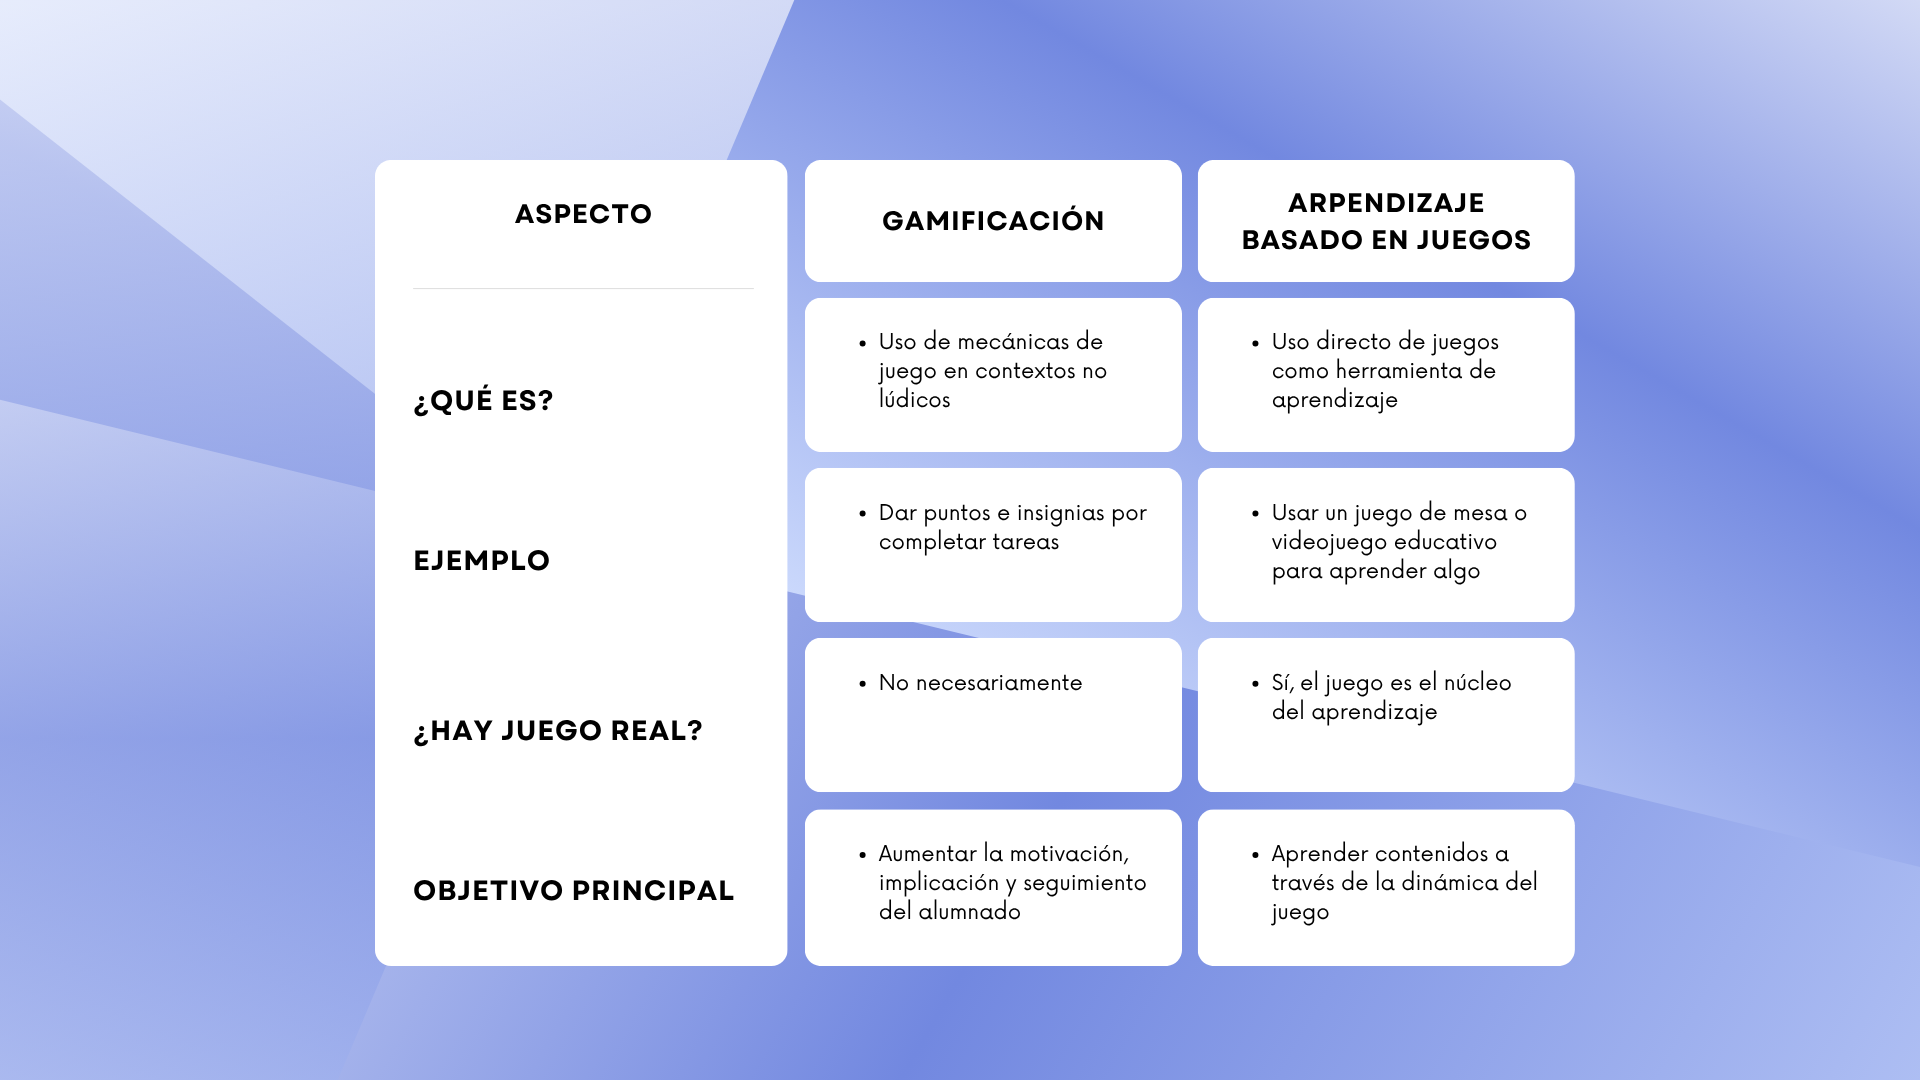 ASPECTO
GAMIFICACIÓN
ARPENDIZAJE
BASADO EN JUEGOS
¿QUÉ ES?
• Uso de mecánicas de
juego en contextos no
lúdicos
• Uso directo de juegos
como herramienta de
aprendizaje
EJEMPLO
• Dar puntos e insignias por
completar tareas
• Usar un juego de mesa o
videojuego educativo
para aprender algo
¿HAY JUEGO REAL?
• No necesariamente
• Sí, el juego es el núcleo
del aprendizaje
OBJETIVO PRINCIPAL
• Aumentar la motivación,
implicación y seguimiento
del alumnado
• Aprender contenidos a
través de la dinámica del
juego